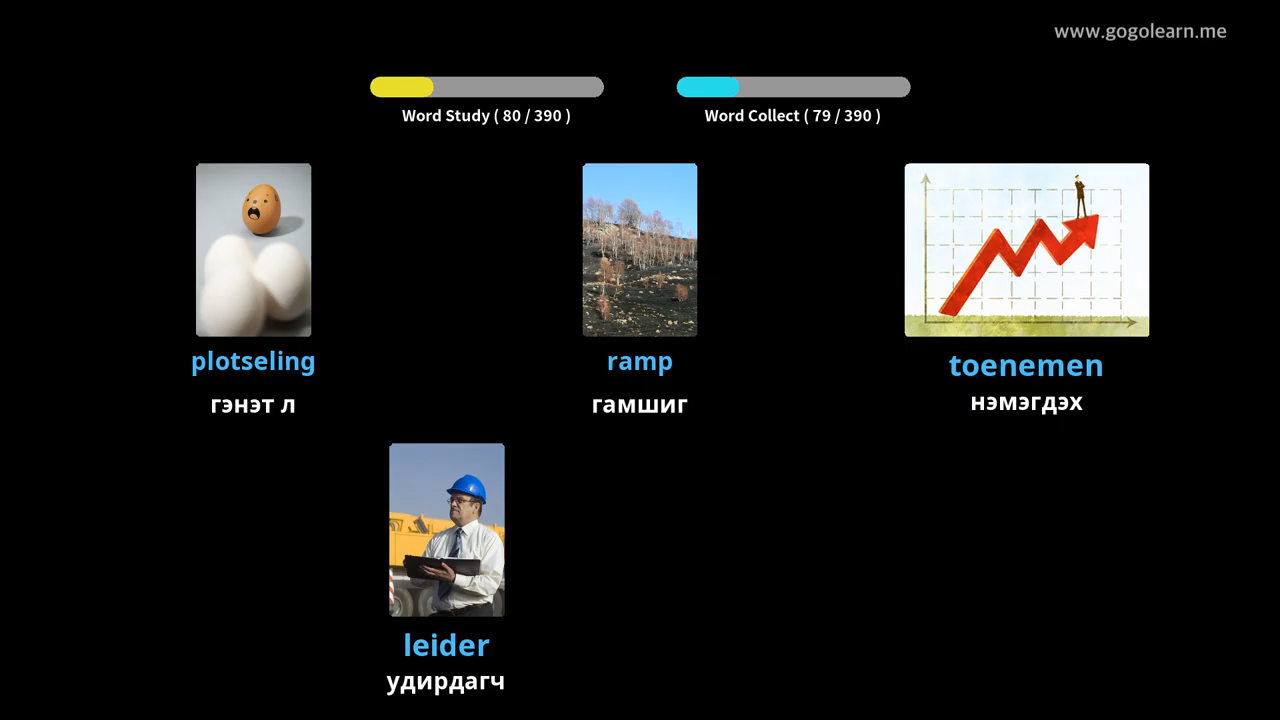 www.gogolearn.me
Word Study ( 80 / 390 )
Word Collect ( 79 / 390 )
plotseling
гэнэт л
ramp
гамшиг
toenemen
нэмэгдэх
leider
удирдагч